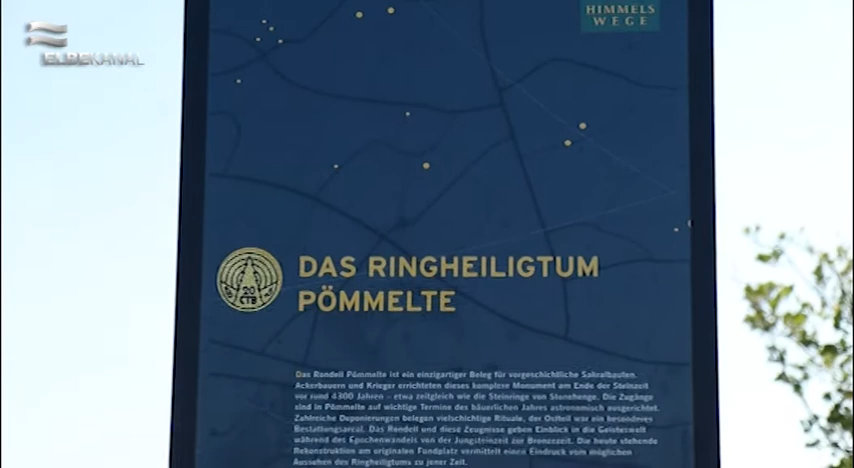 ELBEKANAL
HIMMELS
WEGE
DAS RINGHEILIGTUM
PÖMMELTE
20
CTB
Das Rondell Pömmelte ist ein einzigartiger Beleg für vorgeschichtliche Sakralbauten.
Ackerbauern und Krieger errichteten dieses komplexe Monument am Ende der Steinzeit
vor rund 4300 Jahren – etwa zeitgleich wie die Steinringe von Stonehenge. Die Zugänge
sind in Pömmelte auf wichtige Termine des bäuerlichen Jahres astronomisch ausgerichtet.
Zahlreiche Deponierungen belegen vielschichtige Rituale, der Ostteil war ein besonderes
Bestattungsareal. Das Rondell und diese Zeugnisse geben Einblick in die Geisteswelt
während des Epochenwandels von der Jungsteinzeit zur Bronzezeit. Die heute stehende
Rekonstruktion am originalen Fundplatz vermittelt einen Eindruck vom möglichen
Aussehen des Ringheiligtums zu jener Zeit.